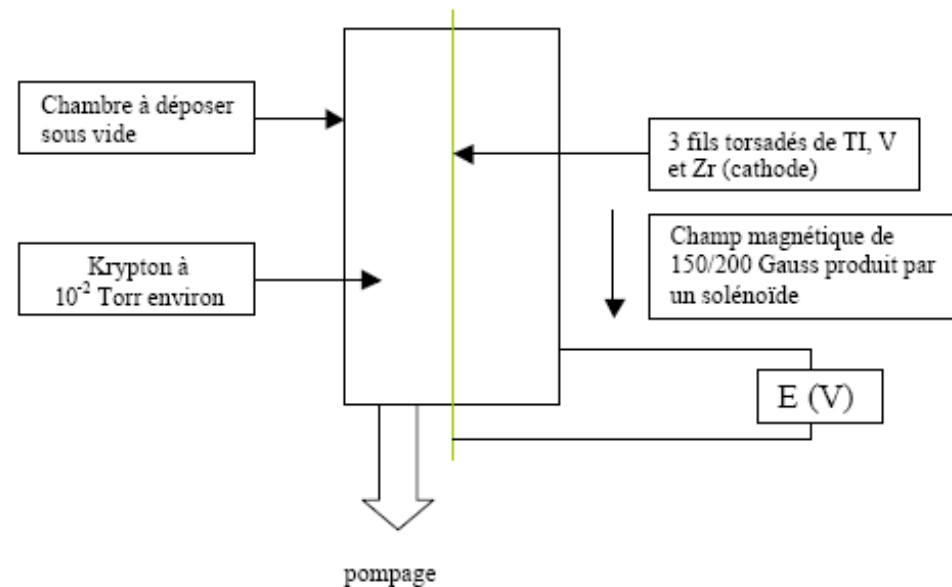 Chambre à déposer
sous vide
3 fils torsadés de TI, V
et Zr (cathode)
Krypton à
10⁻² Torr environ
Champ magnétique de
150/200 Gauss produit par
un solénoïde
E (V)
pompage